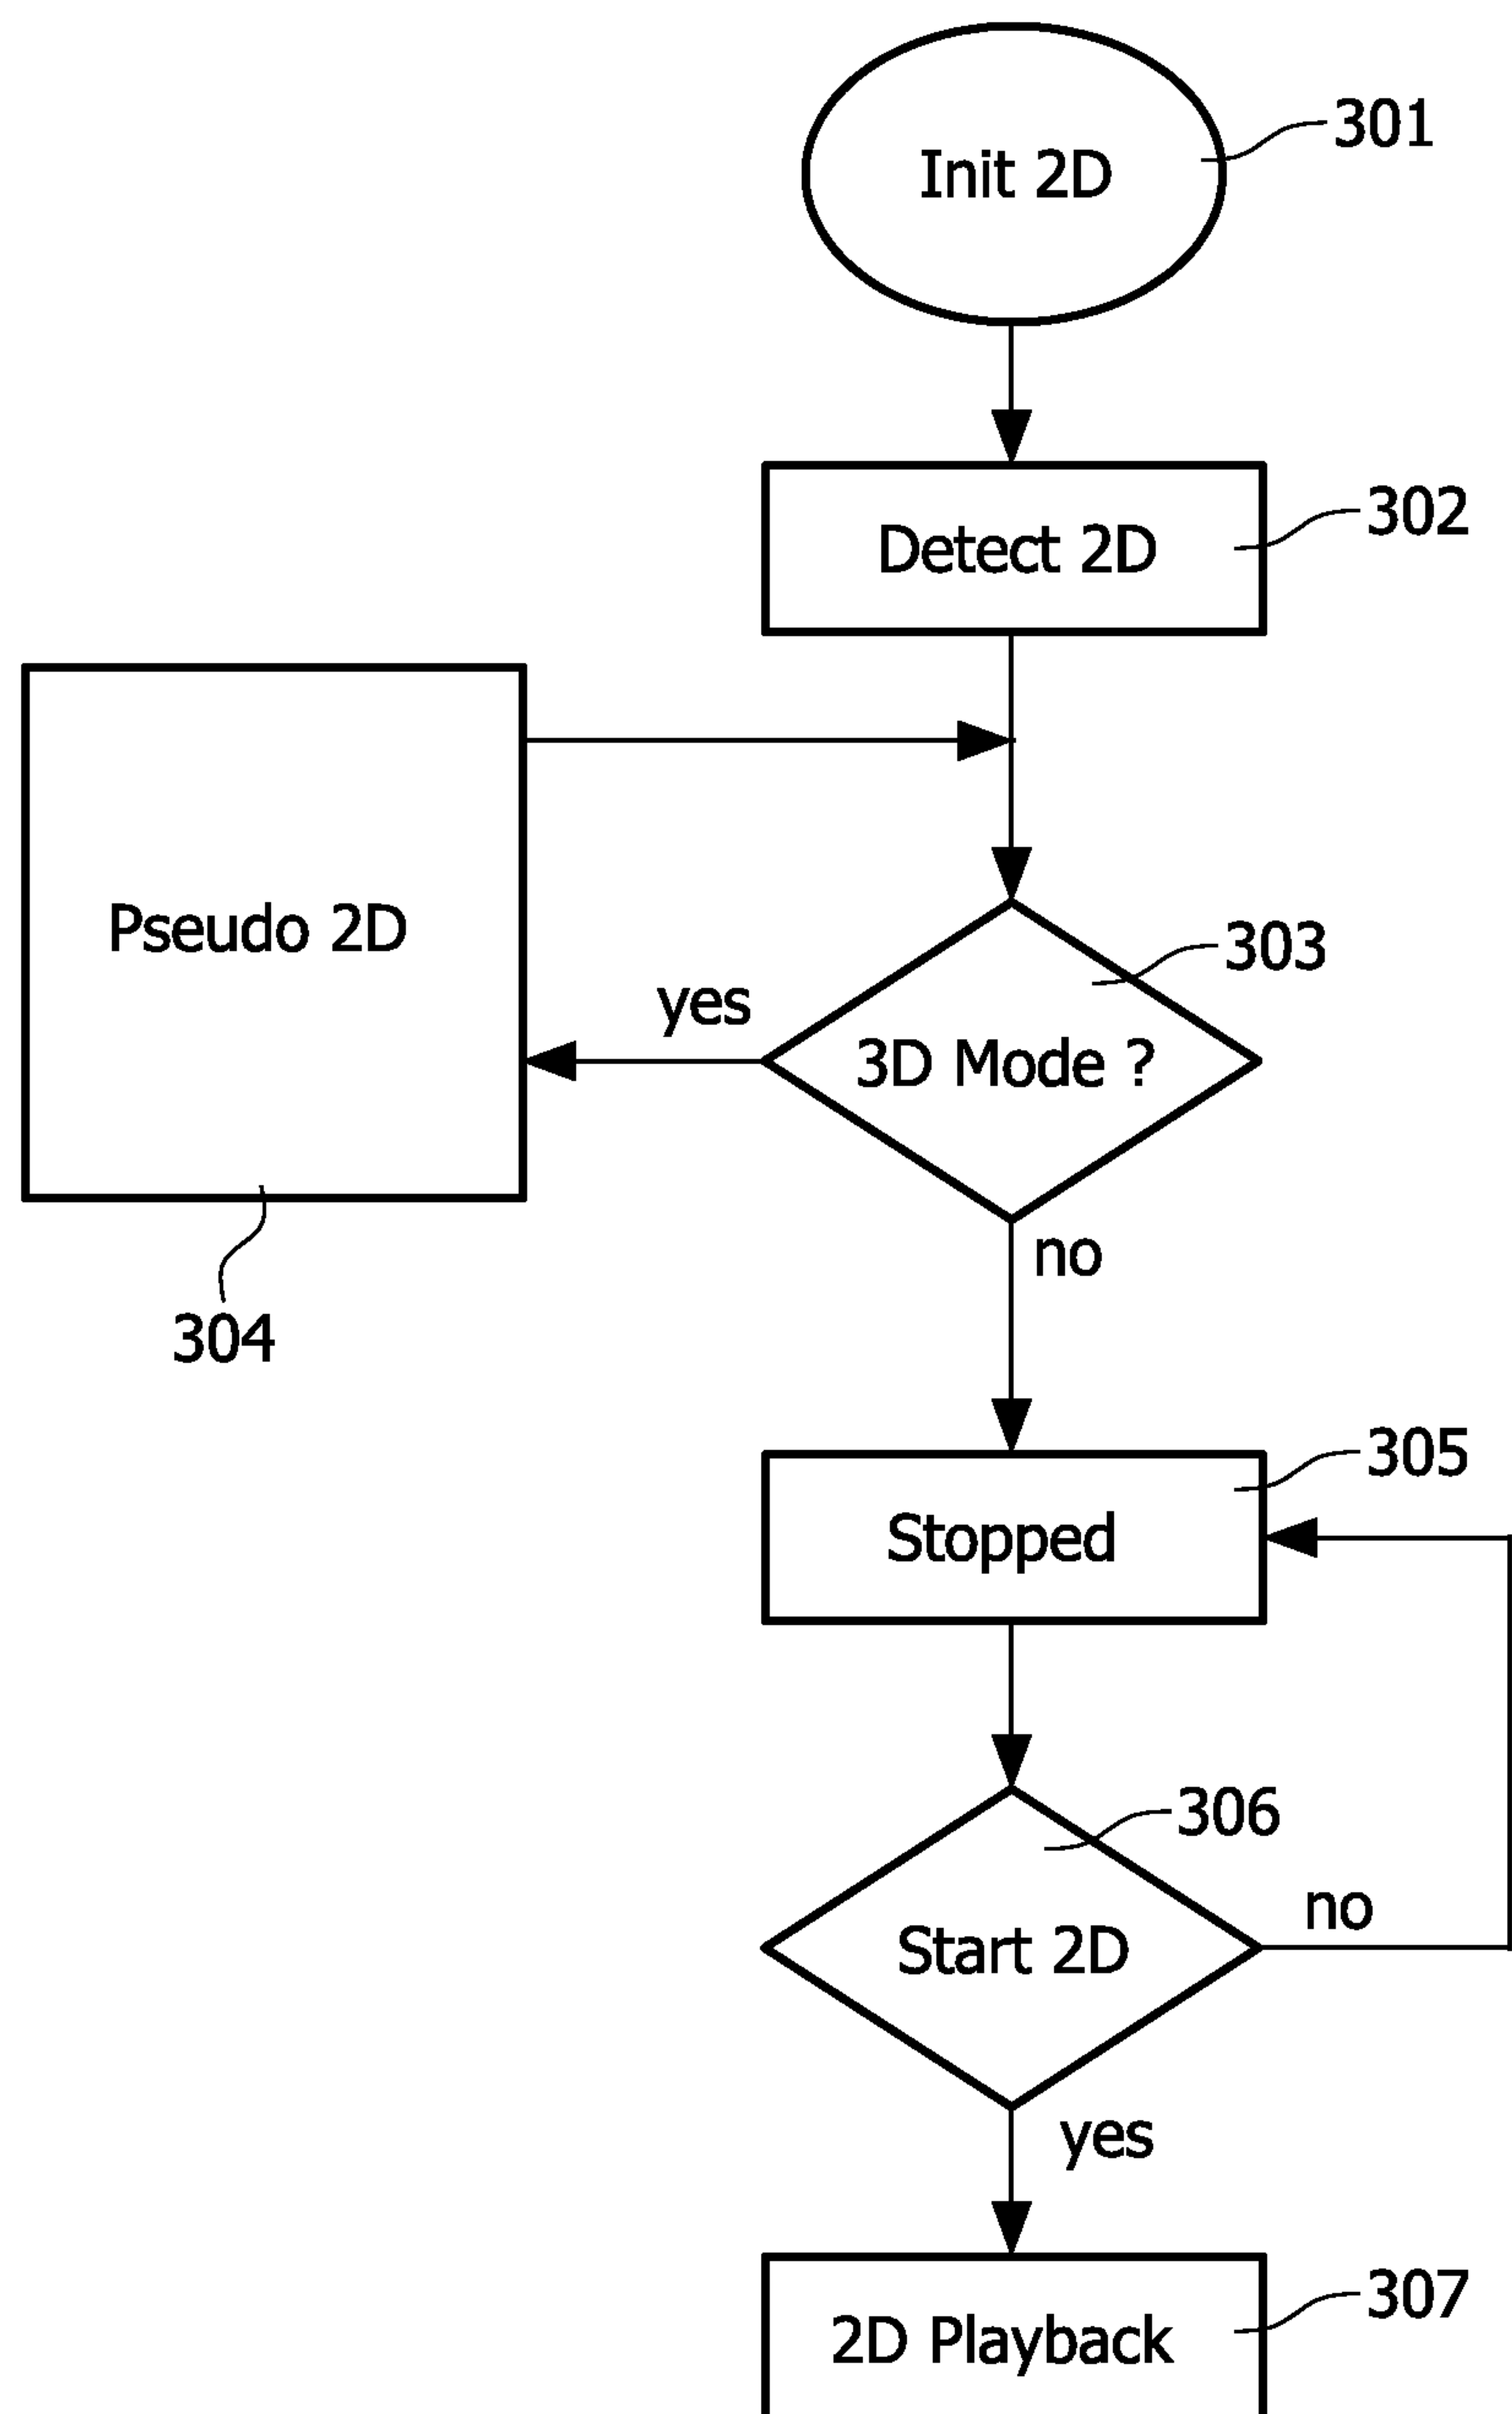 Init 2D
301
Detect 2D
302
Pseudo 2D
304
303
yes
3D Mode ?
no
305
Stopped
306
no
Start 2D
yes
307
2D Playback